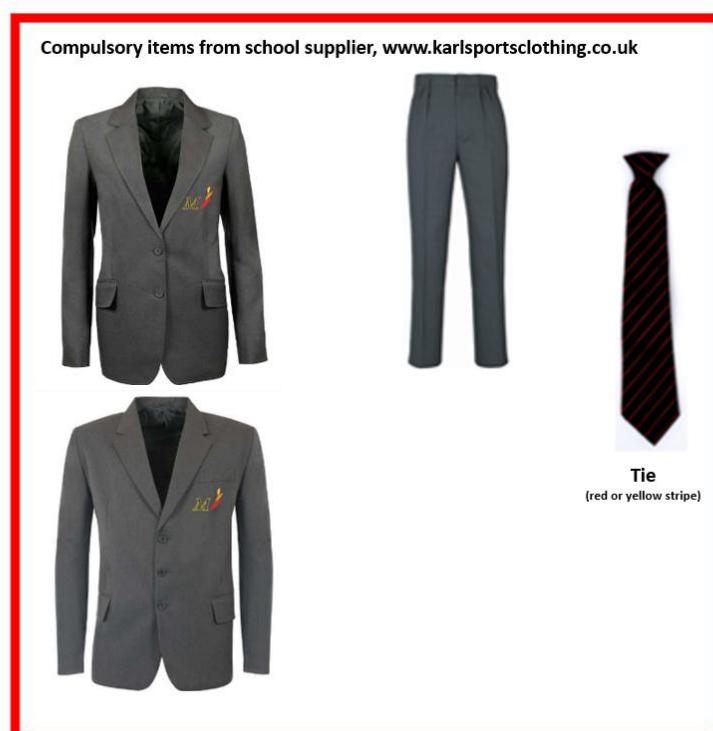 Compulsory items from school supplier, www.karlsportsclothing.co.uk
Tie
(red or yellow stripe)